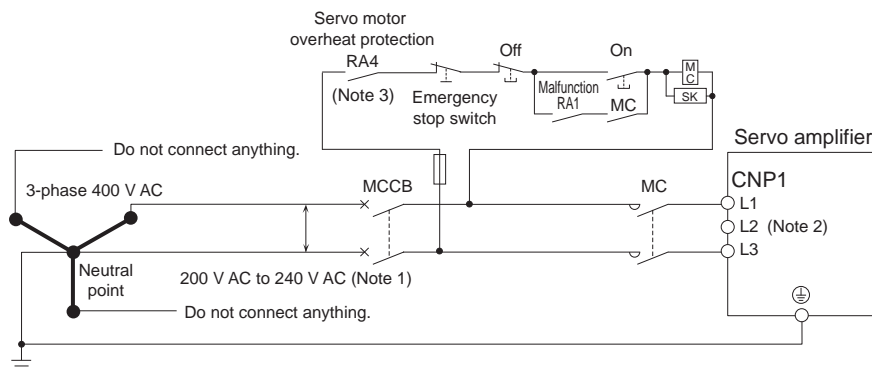 Servo motor
overheat protection
RA4
(Note 3)
Emergency
stop switch
Off
On
Malfunction
RA1
MC
M
C
SK
Servo amplifier
Do not connect anything.
3-phase 400 V AC
MCCB
MC
CNP1
L1
L2 (Note 2)
L3
Neutral
point
200 V AC to 240 V AC (Note 1)
Do not connect anything.